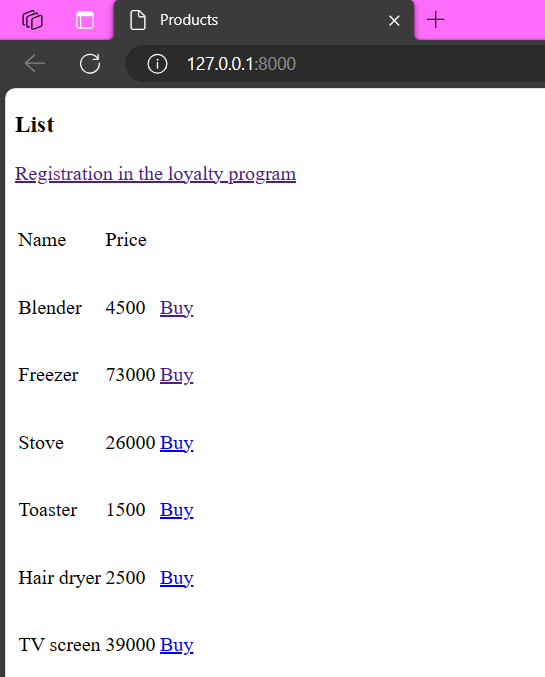 Products
127.0.0.1:8000
List
Registration in the loyalty program
Name Price
Blender 4500 Buy
Freezer 73000 Buy
Stove 26000 Buy
Toaster 1500 Buy
Hair dryer 2500 Buy
TV screen 39000 Buy